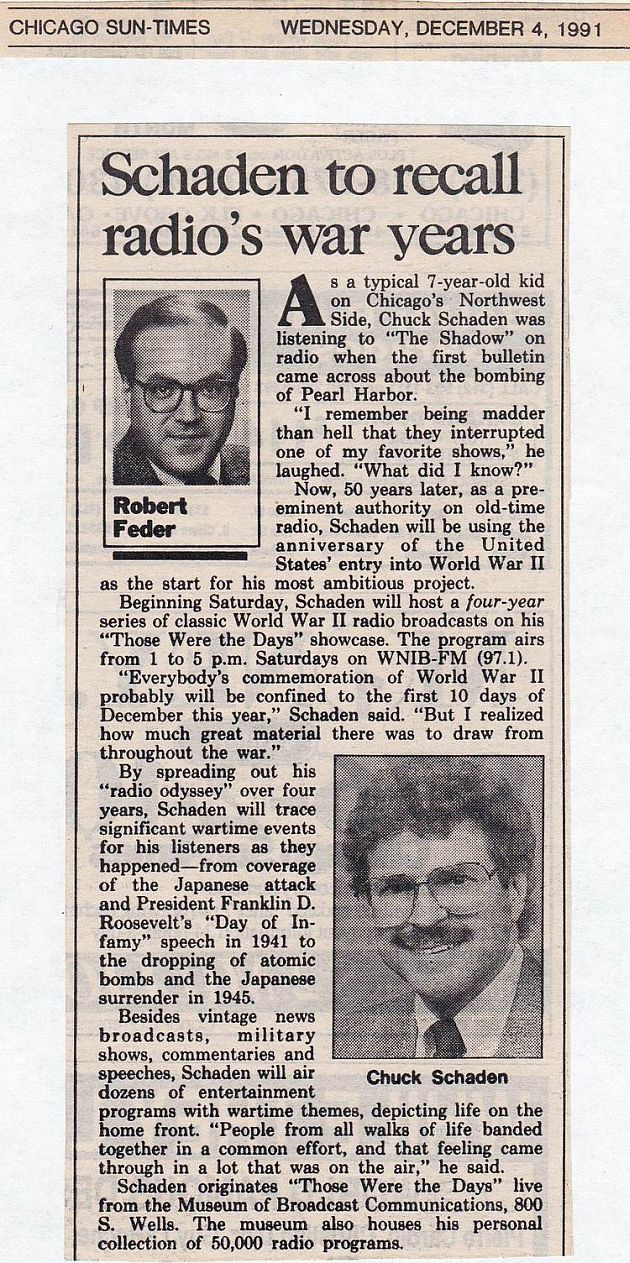 CHICAGO SUN-TIMES WEDNESDAY, DECEMBER 4, 1991
Schaden to recall
radio's war years
Robert
Feder
As a typical 7-year-old kid
on Chicago's Northwest
Side, Chuck Schaden was
listening to "The Shadow" on
radio when the first bulletin
came across about the bombing
of Pearl Harbor.
"I remember being madder
than hell that they interrupted
one of my favorite shows," he
laughed. "What did I know?"
Now, 50 years later, as a pre-
eminent authority on old-time
radio, Schaden will be using the
anniversary of the United
States' entry into World War II
as the start for his most ambitious project.
Beginning Saturday, Schaden will host a four-year
series of classic World War II radio broadcasts on his
"Those Were the Days" showcase. The program airs
from 1 to 5 p.m. Saturdays on WNIB-FM (97.1).
"Everybody's commemoration of World War II
probably will be confined to the first 10 days of
December this year," Schaden said. "But I realized
how much great material there was to draw from
throughout the war."
By spreading out his
"radio odyssey" over four
years, Schaden will trace
significant wartime events
for his listeners as they
happened—from coverage
of the Japanese attack
and President Franklin D.
Roosevelt's "Day of In-
famy" speech in 1941 to
the dropping of atomic
bombs and the Japanese
surrender in 1945.
Besides vintage news
broadcasts, military
shows, commentaries and
speeches, Schaden will air
dozens of entertainment
programs with wartime themes, depicting life on the
home front. "People from all walks of life banded
together in a common effort, and that feeling came
through in a lot that was on the air," he said.
Schaden originates "Those Were the Days" live
from the Museum of Broadcast Communications, 800
S. Wells. The museum also houses his personal
collection of 50,000 radio programs.
Chuck Schaden